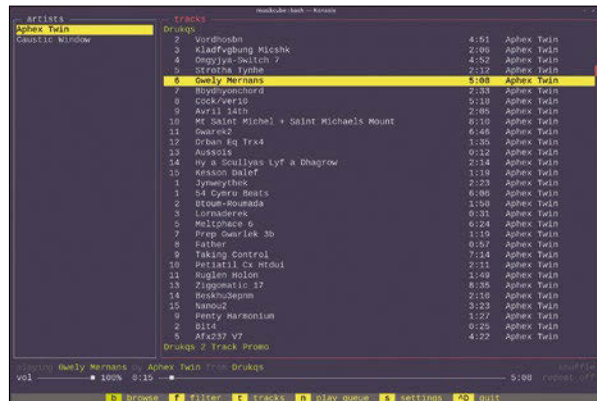 musikcube : bash — Konsole
artists
Aphex Twin
Caustic Window
tracks
Drukqs
2 Vordhosbn 4:51 Aphex Twin
3 Kladfvgbung Micshk 2:06 Aphex Twin
4 Omgyjya-Switch 7 4:52 Aphex Twin
5 Strotha Tynhe 2:12 Aphex Twin
6 Gwely Mernans 5:08 Aphex Twin
7 Bbydhyonchord 2:33 Aphex Twin
8 Cock/Ver10 5:18 Aphex Twin
9 Avril 14th 2:05 Aphex Twin
10 Mt Saint Michel + Saint Michaels Mount 8:10 Aphex Twin
11 Gwarek2 6:46 Aphex Twin
12 Orban Eq Trx4 1:35 Aphex Twin
13 Aussois 0:12 Aphex Twin
14 Hy a Scullyas Lyf a Dhagrow 2:14 Aphex Twin
15 Kesson Dalef 1:19 Aphex Twin
1 Jynweythek 2:23 Aphex Twin
1 54 Cymru Beats 6:06 Aphex Twin
2 Btoum-Roumada 1:58 Aphex Twin
3 Lornaderek 0:31 Aphex Twin
5 Meltphace 6 6:24 Aphex Twin
7 Prep Gwarlek 3b 1:19 Aphex Twin
8 Father 0:57 Aphex Twin
9 Taking Control 7:14 Aphex Twin
10 Petiatil Cx Htdui 2:11 Aphex Twin
11 Ruglen Holon 1:49 Aphex Twin
13 Ziggomatic 17 8:35 Aphex Twin
14 Beskhu3epnm 2:10 Aphex Twin
15 Nanou2 3:23 Aphex Twin
9 Penty Harmonium 1:27 Aphex Twin
2 Bit4 0:25 Aphex Twin
5 Afx237 V7 4:22 Aphex Twin
Drukqs 2 Track Promo
playing Gwely Mernans by Aphex Twin from Drukqs shuffle
vol 100% 0:15 5:08 repeat off
b browse f filter t tracks n play queue s settings ^D quit